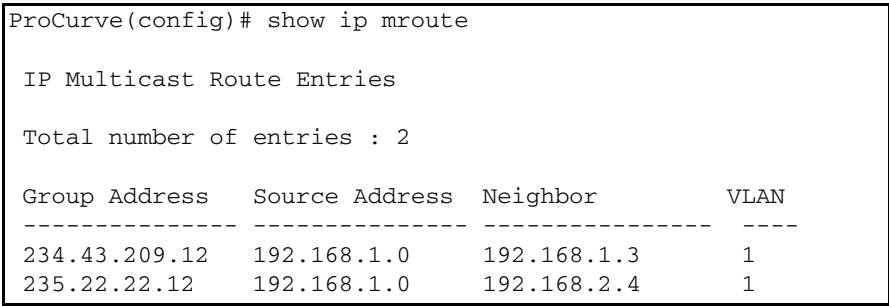 ProCurve(config)# show ip mroute
IP Multicast Route Entries
Total number of entries : 2
Group Address   Source Address  Neighbor         VLAN
--------------- --------------- ---------------- ----
234.43.209.12   192.168.1.0     192.168.1.3      1
235.22.22.12    192.168.1.0     192.168.2.4      1